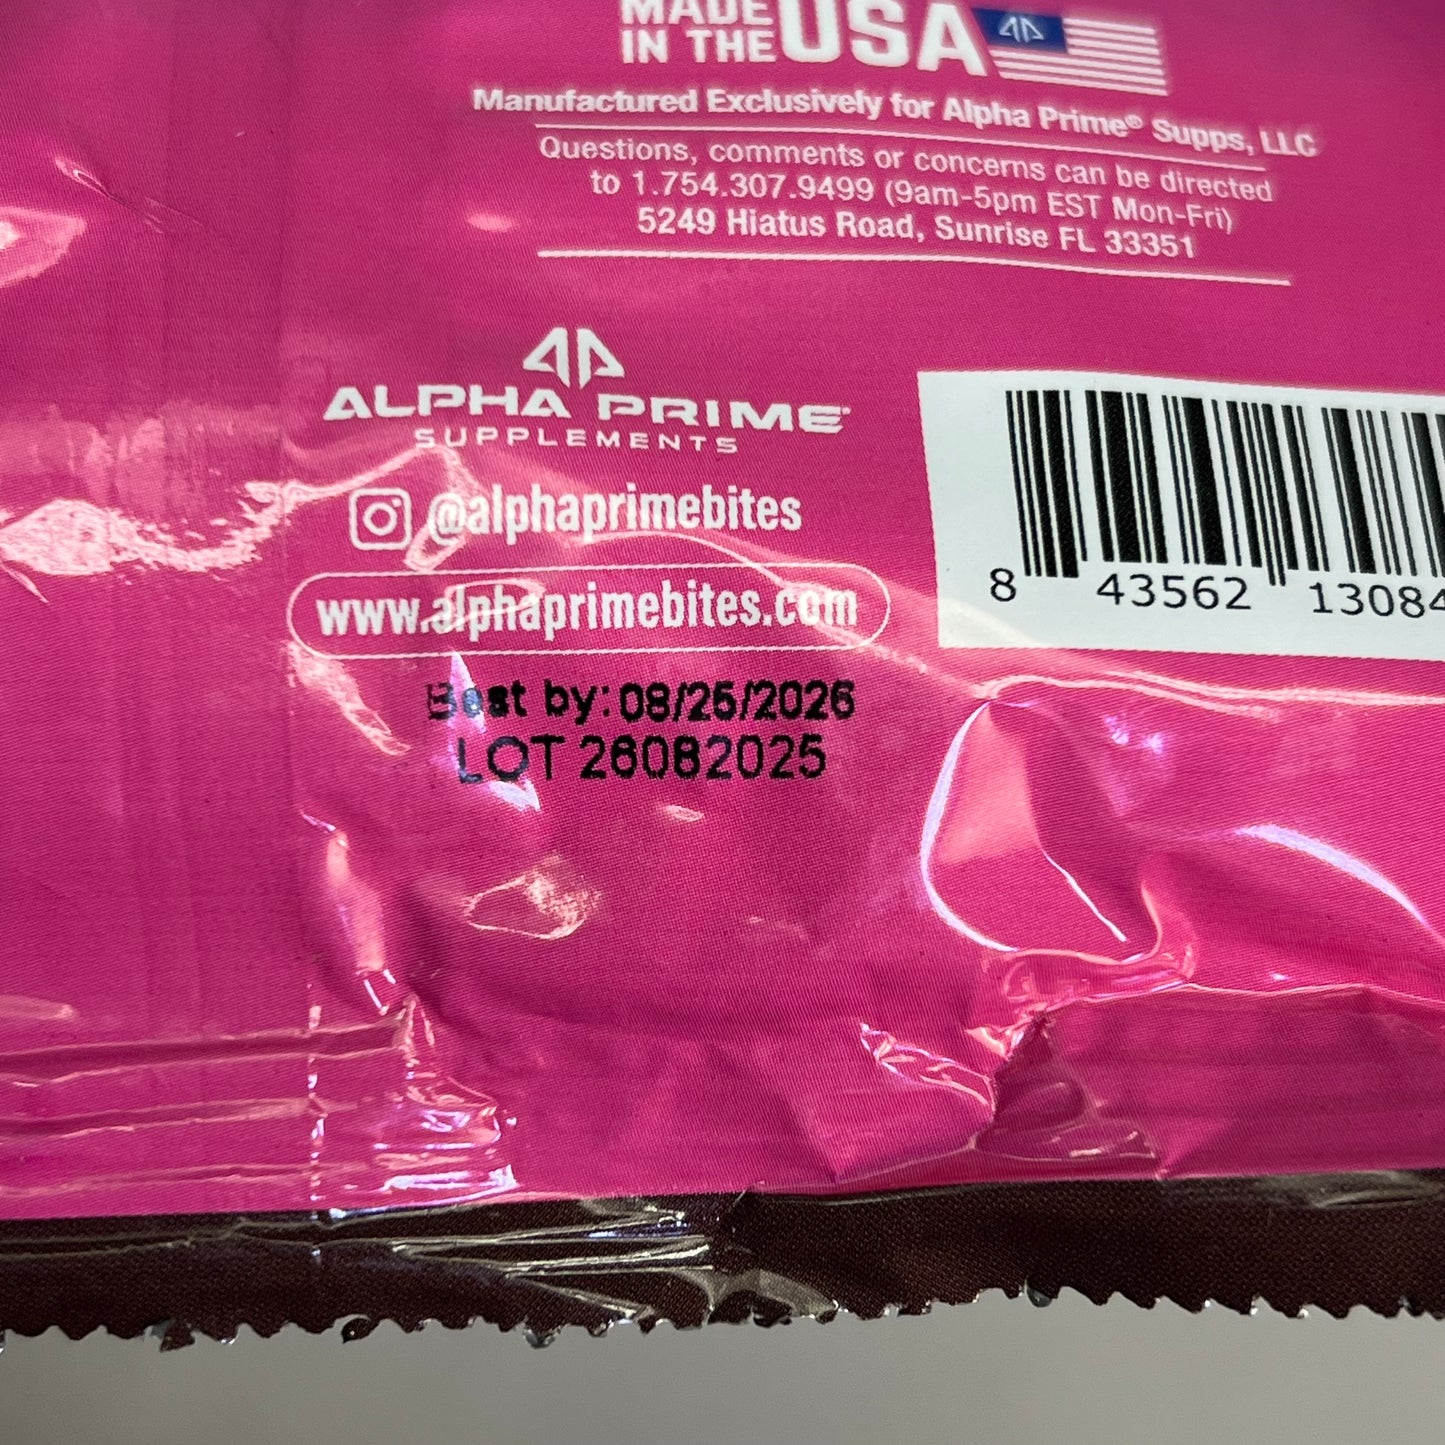 MADE
IN THE USA
Manufactured Exclusively for Alpha Prime® Supps, LLC
Questions, comments or concerns can be directed
to 1.754.307.9499 (9am-5pm EST Mon-Fri)
5249 Hiatus Road, Sunrise FL 33351
ALPHA PRIME
SUPPLEMENTS
@alphaprimebites
www.alphaprimebites.com
8 43562 13084
Best by: 08/25/2026
LOT 26082025